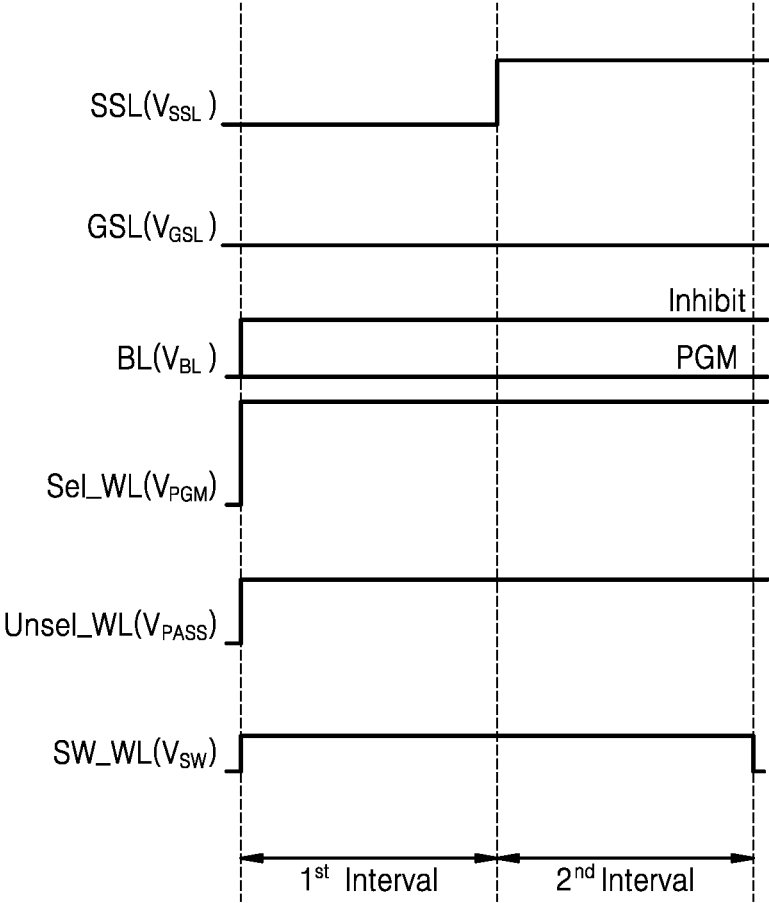 SSL(VSSL)
GSL(VGSL)
Inhibit
BL(VBL)
PGM
Sel_WL(VPGM)
Unsel_WL(VPASS)
SW_WL(VSW)
1st Interval
2nd Interval